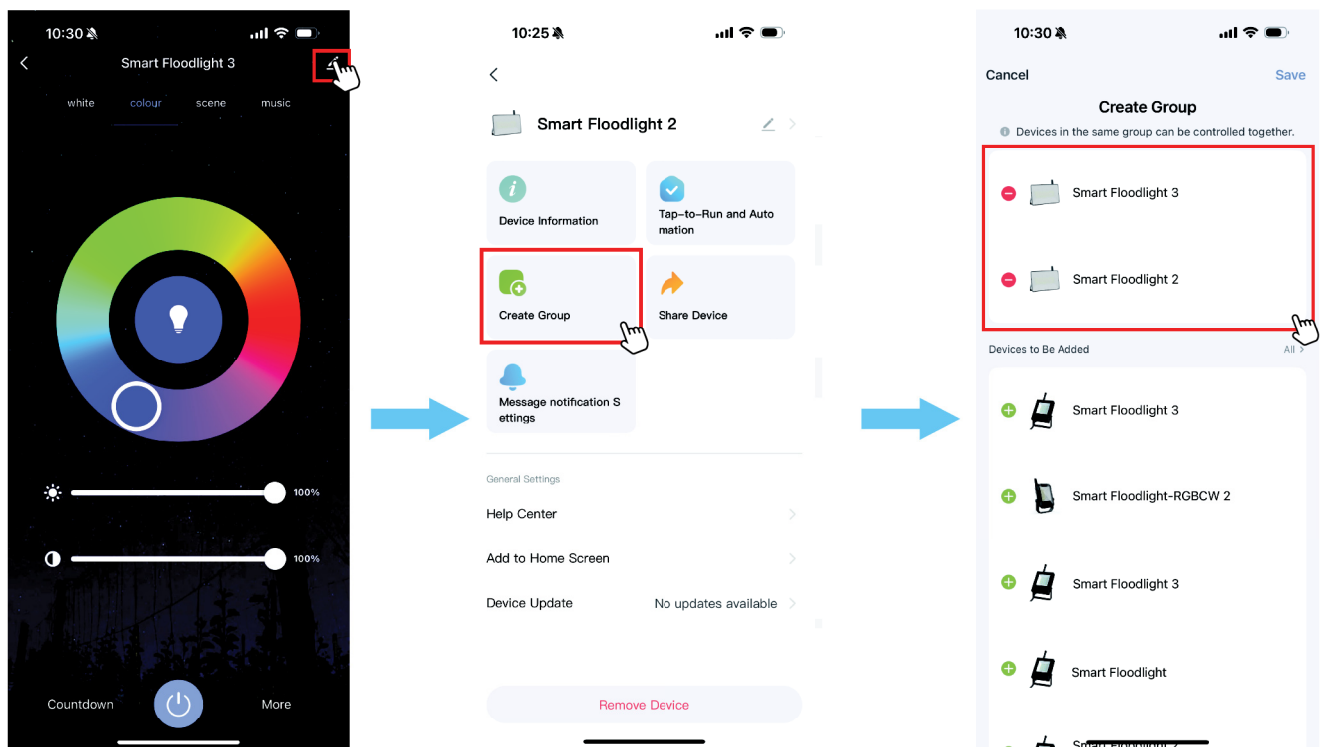 10:30
Smart Floodlight 3
white colour scene music
100%
100%
Countdown More
10:25
Smart Floodlight 2
Device Information
Tap-to-Run and Auto
mation
Create Group
Share Device
Message notification S
ettings
General Settings
Help Center
Add to Home Screen
Device Update No updates available
Remove Device
10:30
Cancel Save
Create Group
Devices in the same group can be controlled together.
Smart Floodlight 3
Smart Floodlight 2
Devices to Be Added All
Smart Floodlight 3
Smart Floodlight-RGBCW 2
Smart Floodlight 3
Smart Floodlight